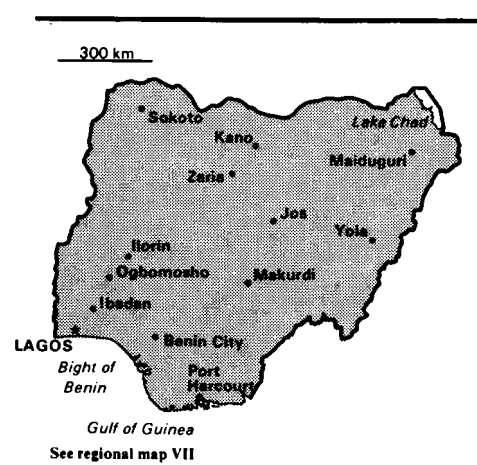 300 km
Sokoto
Kano
Lake Chad
Maiduguri
Zaria
Jos
Yola
Ilorin
Ogbomosho
Makurdi
Ibadan
LAGOS
Benin City
Bight of
Benin
Port
Harcourt
Gulf of Guinea
See regional map VII